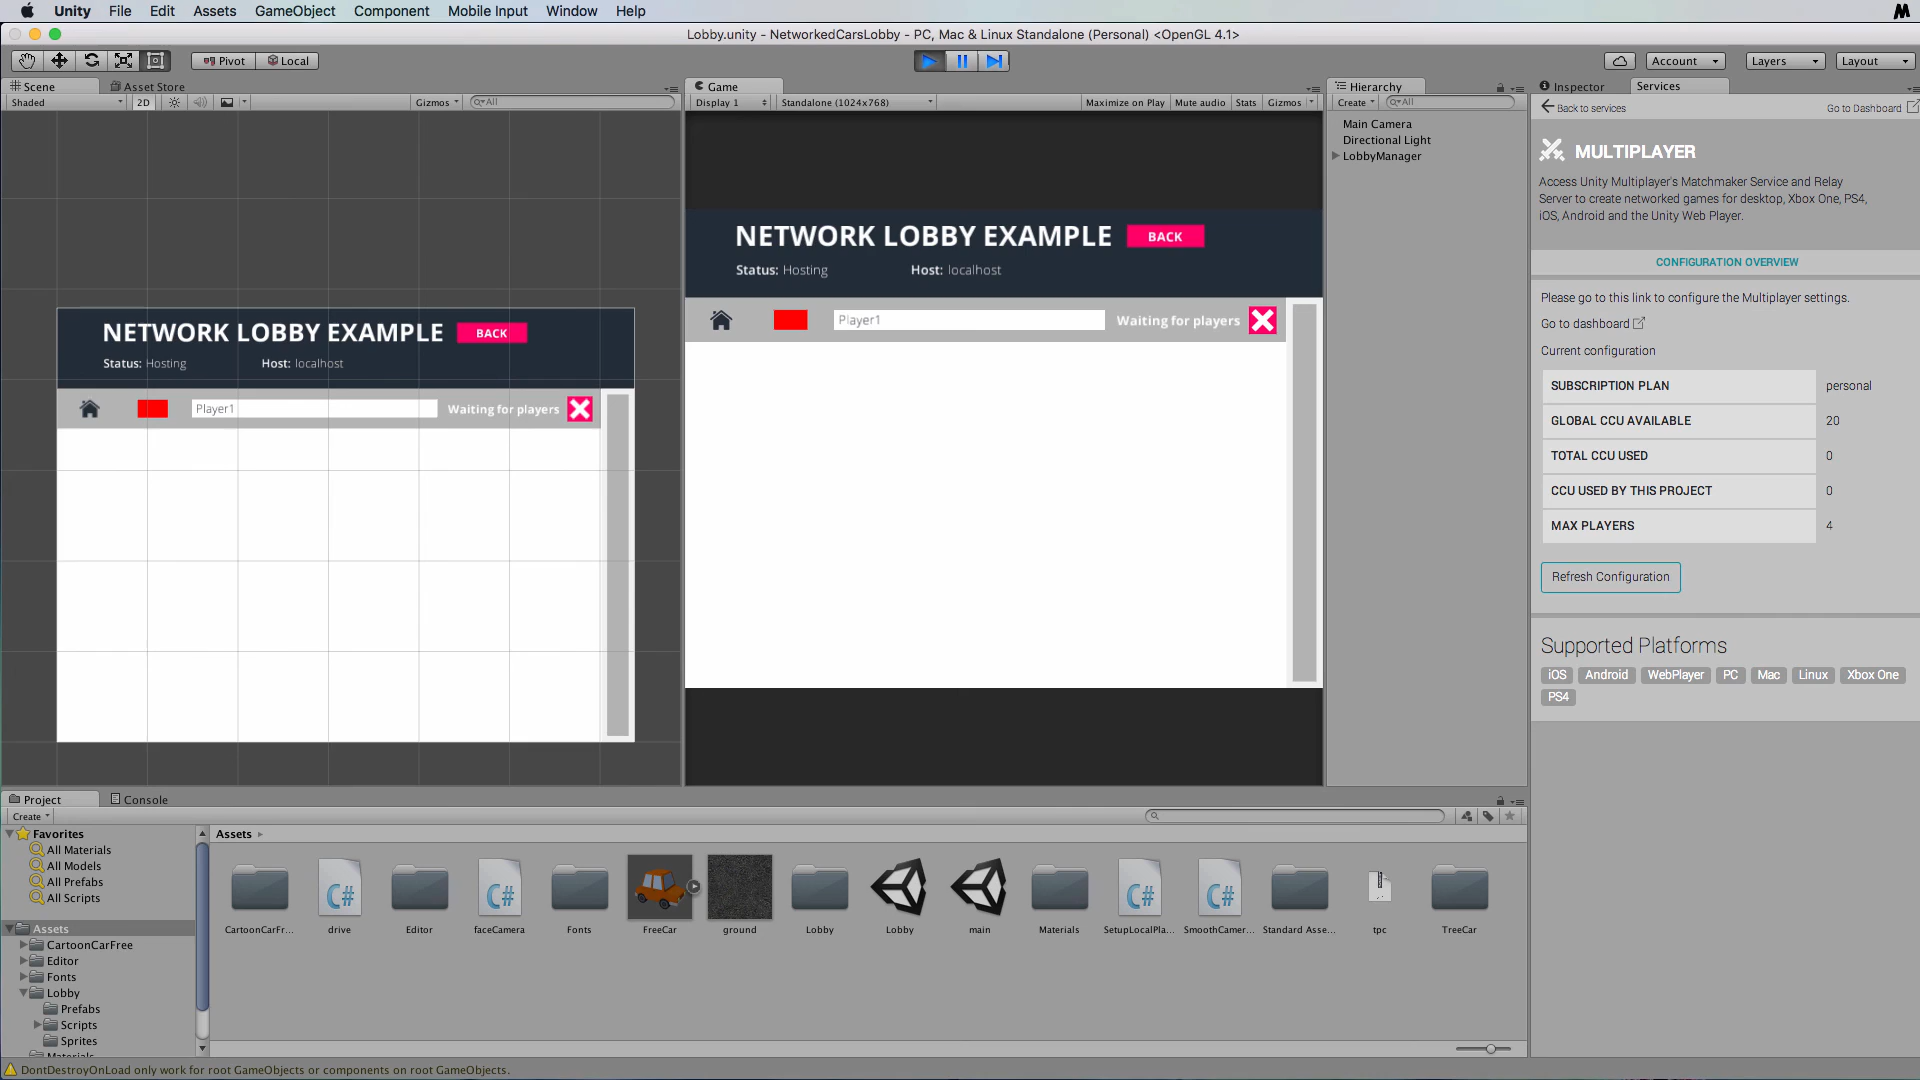 Unity File Edit Assets GameObject Component Mobile Input Window Help
Lobby.unity - NetworkedCarsLobby - PC, Mac & Linux Standalone (Personal) <OpenGL 4.1>
Pivot Local Account Layers Layout
Scene Asset Store
Shaded 2D Gizmos All
NETWORK LOBBY EXAMPLE BACK
Status: Hosting Host: localhost
Player1 Waiting for players
Game
Display 1 Standalone (1024x768) Maximize on Play Mute audio Stats Gizmos
NETWORK LOBBY EXAMPLE BACK
Status: Hosting Host: localhost
Player1 Waiting for players
Hierarchy
Create All
Main Camera
Directional Light
LobbyManager
Inspector Services
Back to services Go to Dashboard
MULTIPLAYER
Access Unity Multiplayer's Matchmaker Service and Relay
Server to create networked games for desktop, Xbox One, PS4,
iOS, Android and the Unity Web Player.
CONFIGURATION OVERVIEW
Please go to this link to configure the Multiplayer settings.
Go to dashboard
Current configuration
SUBSCRIPTION PLAN personal
GLOBAL CCU AVAILABLE 20
TOTAL CCU USED 0
CCU USED BY THIS PROJECT 0
MAX PLAYERS 4
Refresh Configuration
Supported Platforms
iOS Android WebPlayer PC Mac Linux Xbox One
PS4
Project Console
Create
Favorites
All Materials
All Models
All Prefabs
All Scripts
Assets
CartoonCarFree
Editor
Fonts
Lobby
Prefabs
Scripts
Sprites
Materials
Assets
C# C# C# C#
CartoonCarFr... drive Editor faceCamera Fonts FreeCar ground Lobby Lobby main Materials SetupLocalPla... SmoothCamer... Standard Asse... tpc TreeCar
DontDestroyOnLoad only work for root GameObjects or components on root GameObjects.